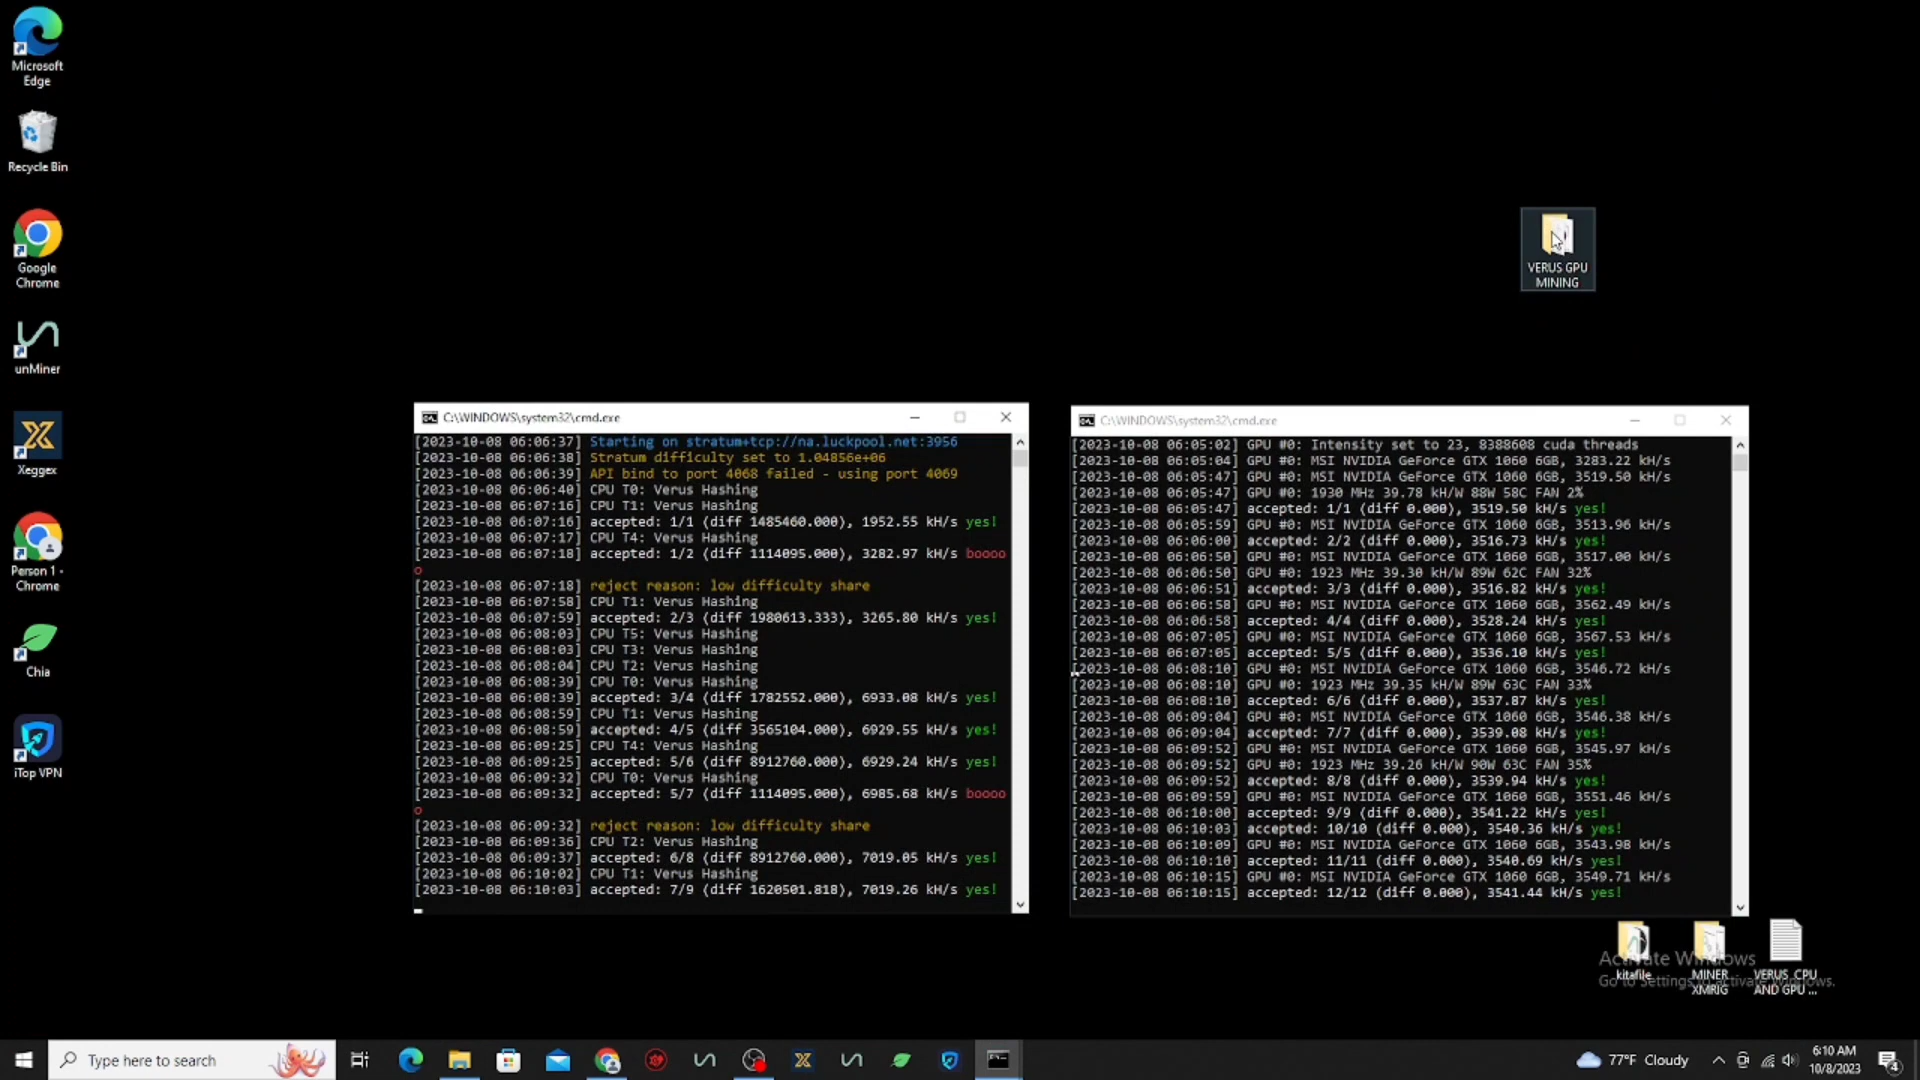 Microsoft
Edge
Recycle Bin
Google
Chrome
unMiner
Xeggex
Person 1 -
Chrome
Chia
iTop VPN
VERUS GPU
MINING
C:\WINDOWS\system32\cmd.exe
[2023-10-08 06:06:37] Starting on stratum+tcp://na.luckpool.net:3956
[2023-10-08 06:06:38] Stratum difficulty set to 1.04856e+06
[2023-10-08 06:06:39] API bind to port 4068 failed - using port 4069
[2023-10-08 06:06:40] CPU T0: Verus Hashing
[2023-10-08 06:07:16] CPU T1: Verus Hashing
[2023-10-08 06:07:16] accepted: 1/1 (diff 1485460.000), 1952.55 kH/s yes!
[2023-10-08 06:07:17] CPU T4: Verus Hashing
[2023-10-08 06:07:18] accepted: 1/2 (diff 1114095.000), 3282.97 kH/s boooo
o
[2023-10-08 06:07:18] reject reason: low difficulty share
[2023-10-08 06:07:58] CPU T1: Verus Hashing
[2023-10-08 06:07:59] accepted: 2/3 (diff 1980613.333), 3265.80 kH/s yes!
[2023-10-08 06:08:03] CPU T5: Verus Hashing
[2023-10-08 06:08:03] CPU T3: Verus Hashing
[2023-10-08 06:08:04] CPU T2: Verus Hashing
[2023-10-08 06:08:39] CPU T0: Verus Hashing
[2023-10-08 06:08:39] accepted: 3/4 (diff 1782552.000), 6933.08 kH/s yes!
[2023-10-08 06:08:59] CPU T1: Verus Hashing
[2023-10-08 06:08:59] accepted: 4/5 (diff 3565104.000), 6929.55 kH/s yes!
[2023-10-08 06:09:25] CPU T4: Verus Hashing
[2023-10-08 06:09:25] accepted: 5/6 (diff 8912760.000), 6929.24 kH/s yes!
[2023-10-08 06:09:32] CPU T0: Verus Hashing
[2023-10-08 06:09:32] accepted: 5/7 (diff 1114095.000), 6985.68 kH/s boooo
o
[2023-10-08 06:09:32] reject reason: low difficulty share
[2023-10-08 06:09:36] CPU T2: Verus Hashing
[2023-10-08 06:09:37] accepted: 6/8 (diff 8912760.000), 7019.05 kH/s yes!
[2023-10-08 06:10:02] CPU T1: Verus Hashing
[2023-10-08 06:10:03] accepted: 7/9 (diff 1620501.818), 7019.26 kH/s yes!
C:\WINDOWS\system32\cmd.exe
[2023-10-08 06:05:02] GPU #0: Intensity set to 23, 8388608 cuda threads
[2023-10-08 06:05:04] GPU #0: MSI NVIDIA GeForce GTX 1060 6GB, 3283.22 kH/s
[2023-10-08 06:05:47] GPU #0: MSI NVIDIA GeForce GTX 1060 6GB, 3519.50 kH/s
[2023-10-08 06:05:47] GPU #0: 1930 MHz 39.78 kH/W 88W 58C FAN 2%
[2023-10-08 06:05:47] accepted: 1/1 (diff 0.000), 3519.50 kH/s yes!
[2023-10-08 06:05:59] GPU #0: MSI NVIDIA GeForce GTX 1060 6GB, 3513.96 kH/s
[2023-10-08 06:06:00] accepted: 2/2 (diff 0.000), 3516.73 kH/s yes!
[2023-10-08 06:06:50] GPU #0: MSI NVIDIA GeForce GTX 1060 6GB, 3517.00 kH/s
[2023-10-08 06:06:50] GPU #0: 1923 MHz 39.30 kH/W 89W 62C FAN 32%
[2023-10-08 06:06:51] accepted: 3/3 (diff 0.000), 3516.82 kH/s yes!
[2023-10-08 06:06:58] GPU #0: MSI NVIDIA GeForce GTX 1060 6GB, 3562.49 kH/s
[2023-10-08 06:06:58] accepted: 4/4 (diff 0.000), 3528.24 kH/s yes!
[2023-10-08 06:07:05] GPU #0: MSI NVIDIA GeForce GTX 1060 6GB, 3567.53 kH/s
[2023-10-08 06:07:05] accepted: 5/5 (diff 0.000), 3536.10 kH/s yes!
[2023-10-08 06:08:10] GPU #0: MSI NVIDIA GeForce GTX 1060 6GB, 3546.72 kH/s
[2023-10-08 06:08:10] GPU #0: 1923 MHz 39.35 kH/W 89W 63C FAN 33%
[2023-10-08 06:08:10] accepted: 6/6 (diff 0.000), 3537.87 kH/s yes!
[2023-10-08 06:09:04] GPU #0: MSI NVIDIA GeForce GTX 1060 6GB, 3546.38 kH/s
[2023-10-08 06:09:04] accepted: 7/7 (diff 0.000), 3539.08 kH/s yes!
[2023-10-08 06:09:52] GPU #0: MSI NVIDIA GeForce GTX 1060 6GB, 3545.97 kH/s
[2023-10-08 06:09:52] GPU #0: 1923 MHz 39.26 kH/W 90W 63C FAN 35%
[2023-10-08 06:09:52] accepted: 8/8 (diff 0.000), 3539.94 kH/s yes!
[2023-10-08 06:09:59] GPU #0: MSI NVIDIA GeForce GTX 1060 6GB, 3551.46 kH/s
[2023-10-08 06:10:00] accepted: 9/9 (diff 0.000), 3541.22 kH/s yes!
[2023-10-08 06:10:03] accepted: 10/10 (diff 0.000), 3540.36 kH/s yes!
[2023-10-08 06:10:09] GPU #0: MSI NVIDIA GeForce GTX 1060 6GB, 3543.98 kH/s
[2023-10-08 06:10:10] accepted: 11/11 (diff 0.000), 3540.69 kH/s yes!
[2023-10-08 06:10:15] GPU #0: MSI NVIDIA GeForce GTX 1060 6GB, 3549.71 kH/s
[2023-10-08 06:10:15] accepted: 12/12 (diff 0.000), 3541.44 kH/s yes!
kitafile
MINER
XMRIG
VERUS CPU
AND GPU ...
Activate Windows
Go to Settings to activate Windows.
Type here to search
77°F Cloudy
6:10 AM
10/8/2023
4